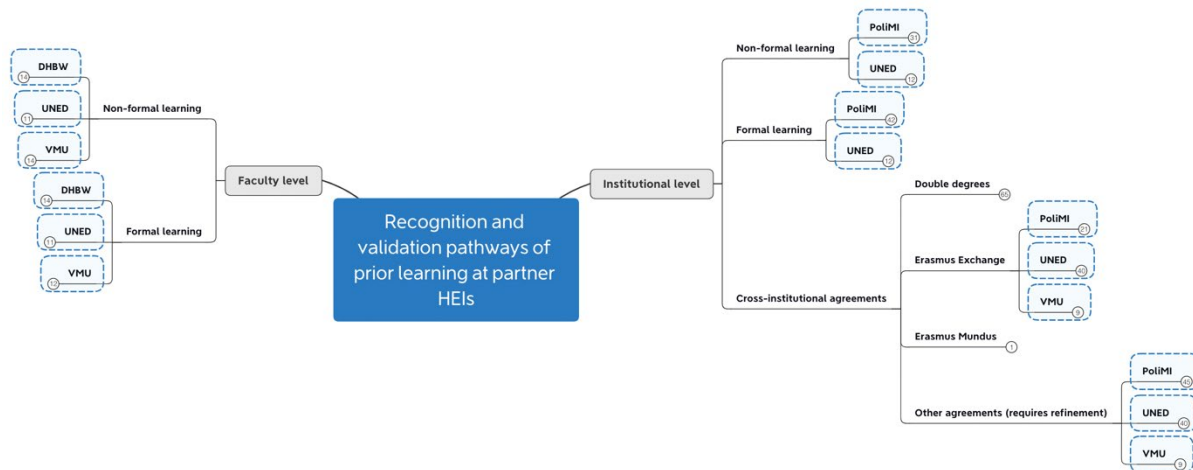 Recognition and
validation pathways of
prior learning at partner
HEIs
Faculty level
Non-formal learning
DHBW
14
UNED
11
VMU
14
Formal learning
DHBW
14
UNED
11
VMU
12
Institutional level
Non-formal learning
PoliMI
31
UNED
12
Formal learning
PoliMI
42
UNED
12
Cross-institutional agreements
Double degrees
65
Erasmus Exchange
PoliMI
21
UNED
40
VMU
9
Erasmus Mundus
1
Other agreements (requires refinement)
PoliMI
45
UNED
40
VMU
9